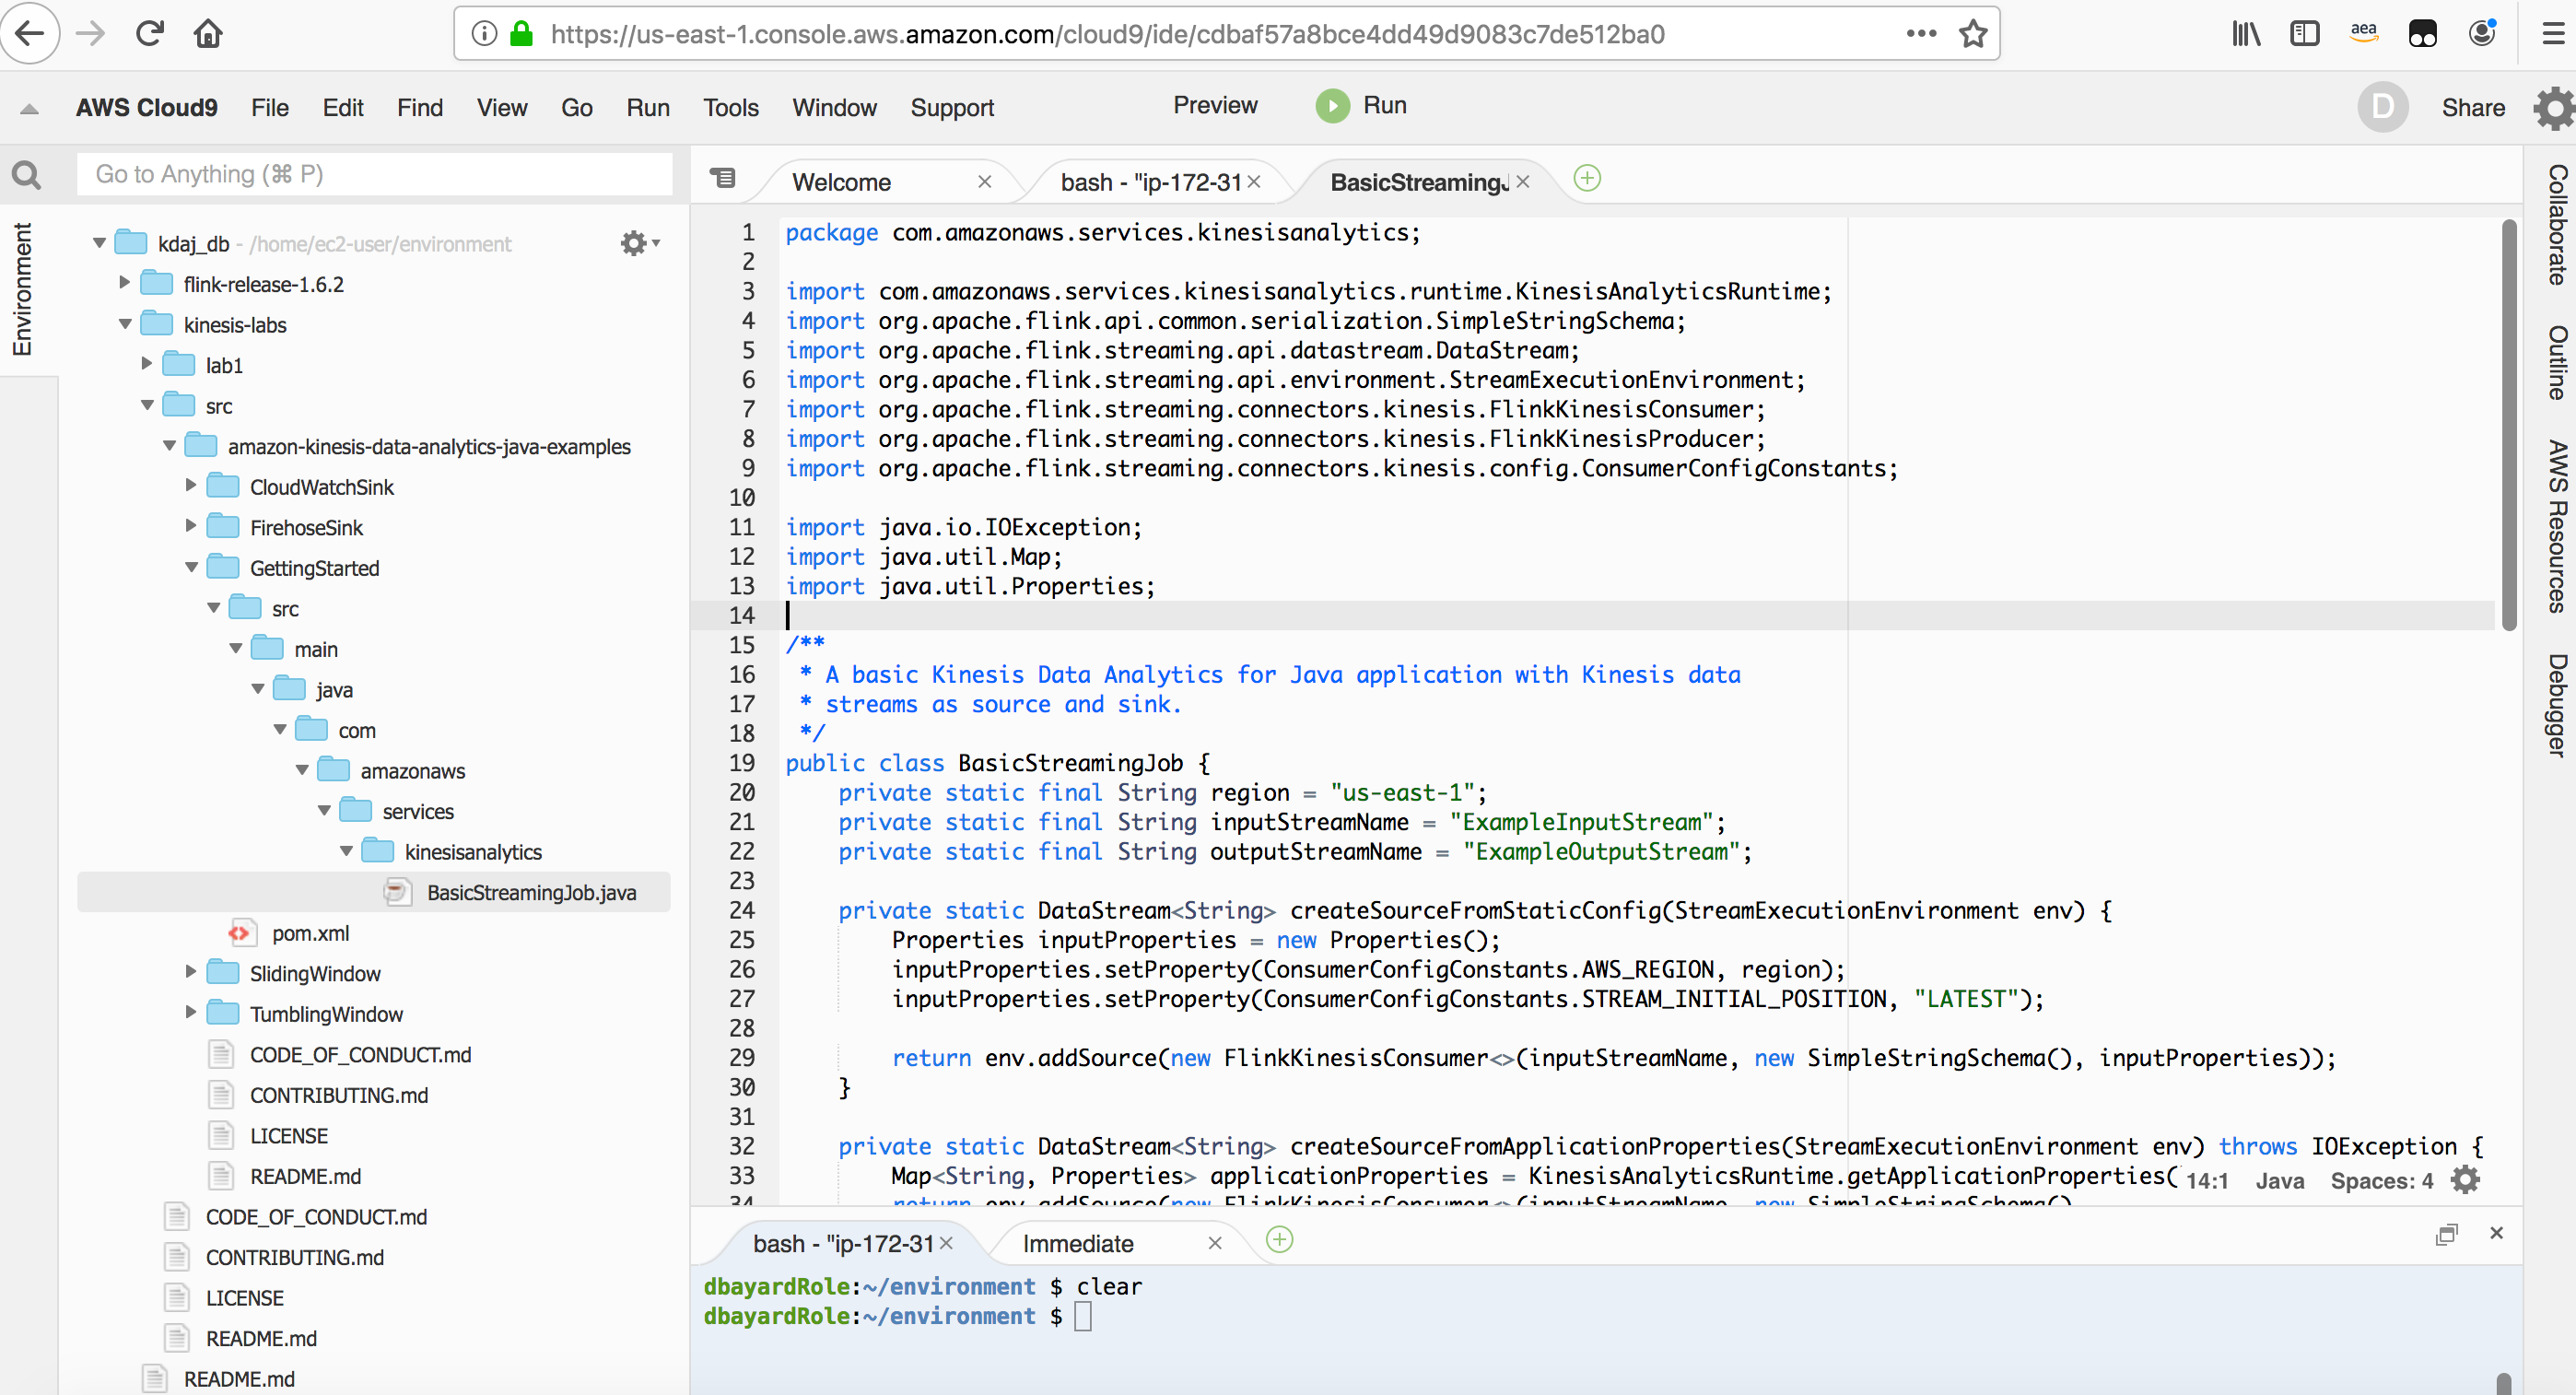 https://us-east-1.console.aws.amazon.com/cloud9/ide/cdbaf57a8bce4dd49d9083c7de512ba0
aea
AWS Cloud9 File Edit Find View Go Run Tools Window Support Preview Run D Share
Go to Anything (⌘ P)
Environment
kdaj_db - /home/ec2-user/environment
flink-release-1.6.2
kinesis-labs
lab1
src
amazon-kinesis-data-analytics-java-examples
CloudWatchSink
FirehoseSink
GettingStarted
src
main
java
com
amazonaws
services
kinesisanalytics
BasicStreamingJob.java
pom.xml
SlidingWindow
TumblingWindow
CODE_OF_CONDUCT.md
CONTRIBUTING.md
LICENSE
README.md
CODE_OF_CONDUCT.md
CONTRIBUTING.md
LICENSE
README.md
README.md
Welcome bash - "ip-172-31 BasicStreamingJ
1 package com.amazonaws.services.kinesisanalytics;
2
3 import com.amazonaws.services.kinesisanalytics.runtime.KinesisAnalyticsRuntime;
4 import org.apache.flink.api.common.serialization.SimpleStringSchema;
5 import org.apache.flink.streaming.api.datastream.DataStream;
6 import org.apache.flink.streaming.api.environment.StreamExecutionEnvironment;
7 import org.apache.flink.streaming.connectors.kinesis.FlinkKinesisConsumer;
8 import org.apache.flink.streaming.connectors.kinesis.FlinkKinesisProducer;
9 import org.apache.flink.streaming.connectors.kinesis.config.ConsumerConfigConstants;
10
11 import java.io.IOException;
12 import java.util.Map;
13 import java.util.Properties;
14
15 /**
16 * A basic Kinesis Data Analytics for Java application with Kinesis data
17 * streams as source and sink.
18 */
19 public class BasicStreamingJob {
20 private static final String region = "us-east-1";
21 private static final String inputStreamName = "ExampleInputStream";
22 private static final String outputStreamName = "ExampleOutputStream";
23
24 private static DataStream<String> createSourceFromStaticConfig(StreamExecutionEnvironment env) {
25 Properties inputProperties = new Properties();
26 inputProperties.setProperty(ConsumerConfigConstants.AWS_REGION, region);
27 inputProperties.setProperty(ConsumerConfigConstants.STREAM_INITIAL_POSITION, "LATEST");
28
29 return env.addSource(new FlinkKinesisConsumer<>(inputStreamName, new SimpleStringSchema(), inputProperties));
30 }
31
32 private static DataStream<String> createSourceFromApplicationProperties(StreamExecutionEnvironment env) throws IOException {
33 Map<String, Properties> applicationProperties = KinesisAnalyticsRuntime.getApplicationProperties(
34 return env.addSource(new FlinkKinesisConsumer<>(inputStreamName, new SimpleStringSchema()
14:1 Java Spaces: 4
bash - "ip-172-31 Immediate
dbayardRole:~/environment $ clear
dbayardRole:~/environment $
Collaborate
Outline
AWS Resources
Debugger